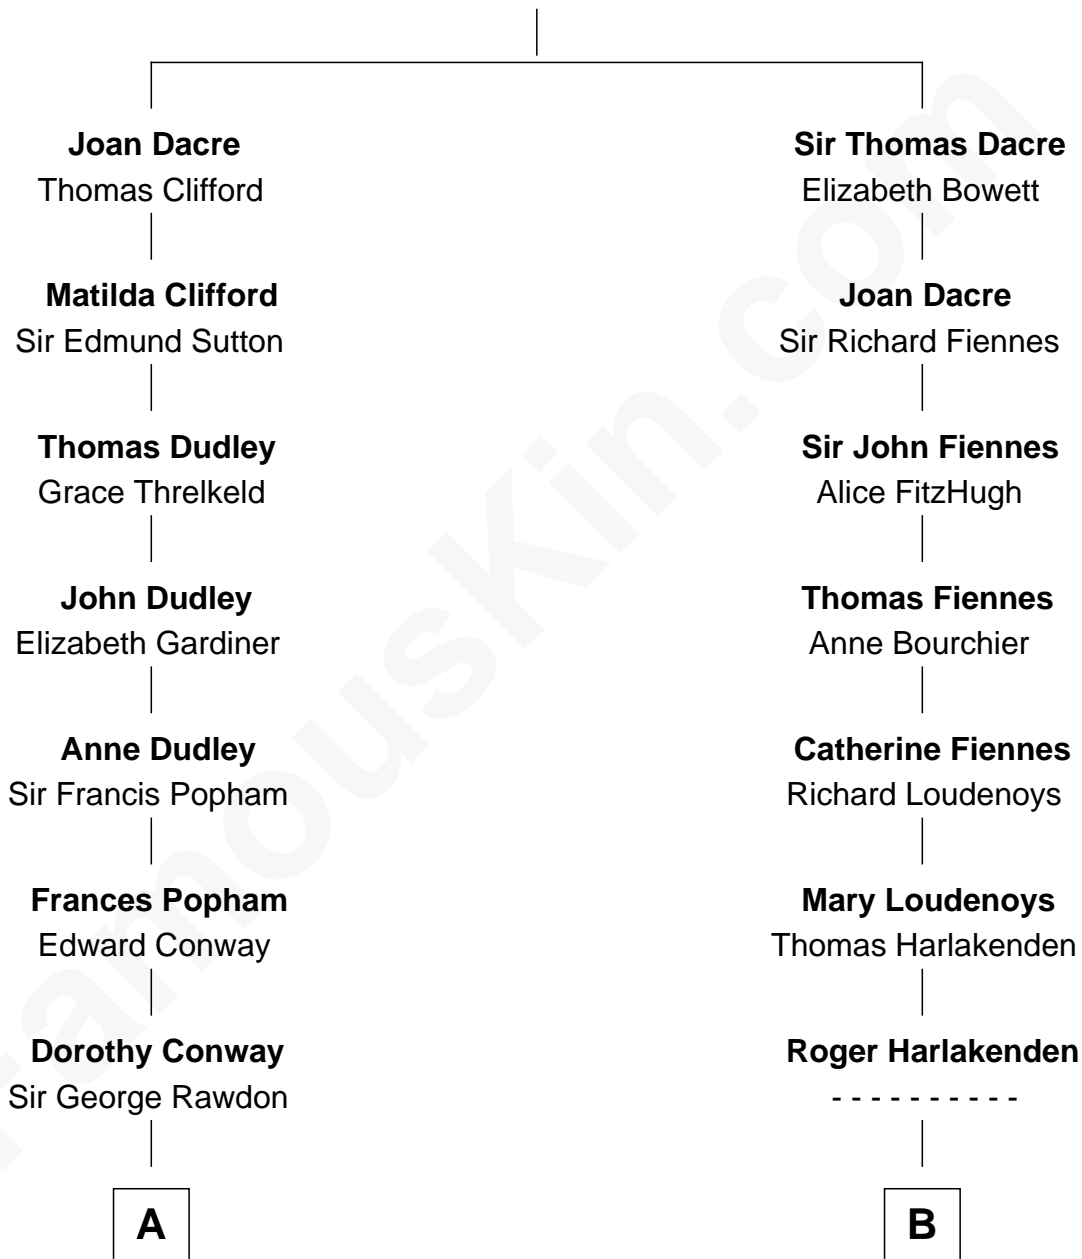 Joan Dacre
Thomas Clifford
Matilda Clifford
Sir Edmund Sutton
Thomas Dudley
Grace Threlkeld
John Dudley
Elizabeth Gardiner
Anne Dudley
Sir Francis Popham
Frances Popham
Edward Conway
Dorothy Conway
Sir George Rawdon
A
Sir Thomas Dacre
Elizabeth Bowett
Joan Dacre
Sir Richard Fiennes
Sir John Fiennes
Alice FitzHugh
Thomas Fiennes
Anne Bourchier
Catherine Fiennes
Richard Loudenoys
Mary Loudenoys
Thomas Harlakenden
Roger Harlakenden
- - - - - - - - - -
B
FamousKin.com